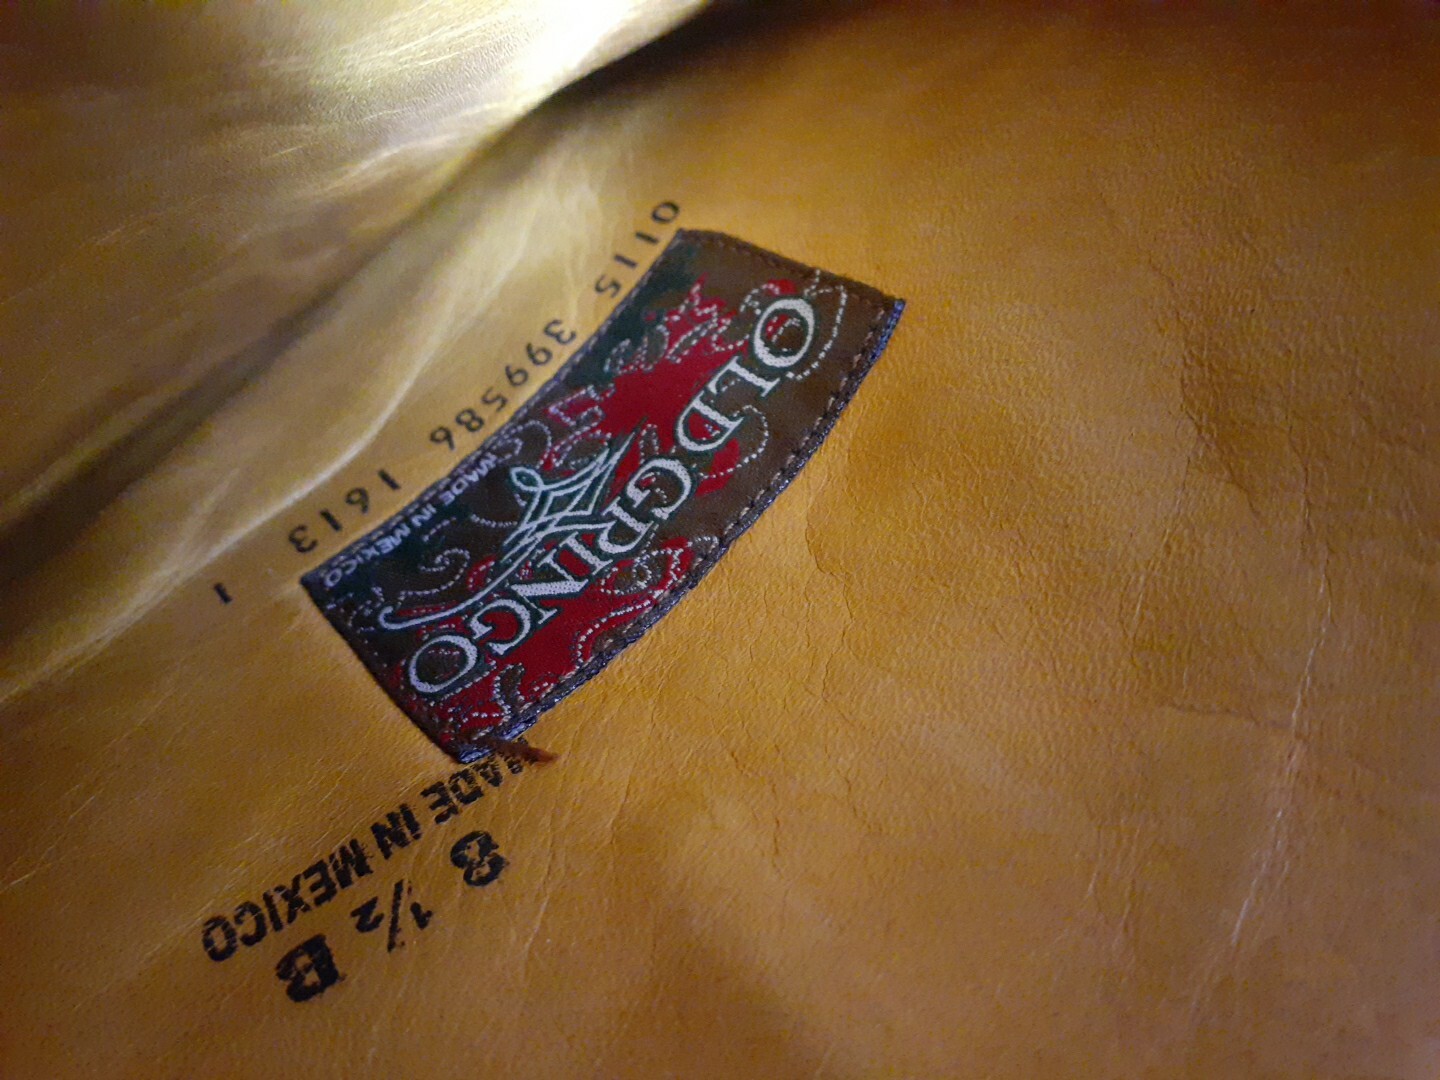 0115 399586 1613 1
OLD GRINGO
MADE IN MEXICO
MADE IN MEXICO
8 ½ B